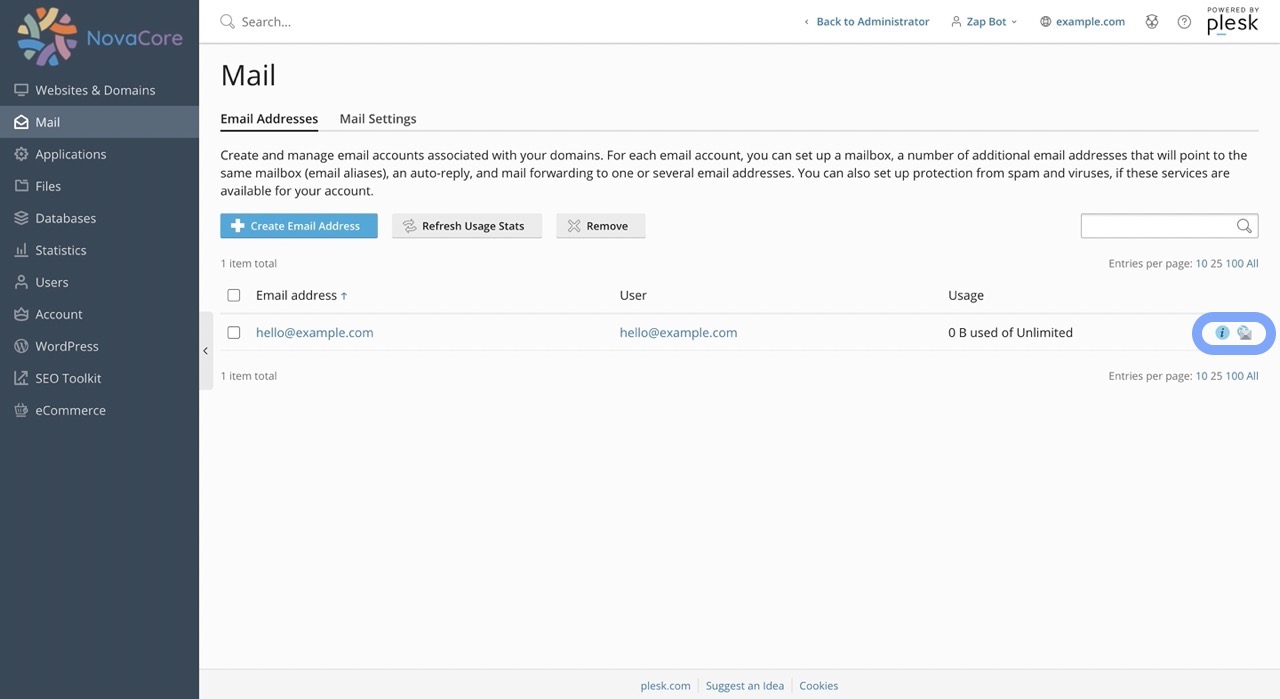 NovaCore
Search...
Back to Administrator
Zap Bot
example.com
POWERED BY
plesk
Websites & Domains
Mail
Applications
Files
Databases
Statistics
Users
Account
WordPress
SEO Toolkit
eCommerce
Mail
Email Addresses Mail Settings
Create and manage email accounts associated with your domains. For each email account, you can set up a mailbox, a number of additional email addresses that will point to the
same mailbox (email aliases), an auto-reply, and mail forwarding to one or several email addresses. You can also set up protection from spam and viruses, if these services are
available for your account.
Create Email Address Refresh Usage Stats Remove
1 item total Entries per page: 10 25 100 All
Email address ↑ User Usage
hello@example.com hello@example.com 0 B used of Unlimited
1 item total Entries per page: 10 25 100 All
plesk.com Suggest an Idea Cookies